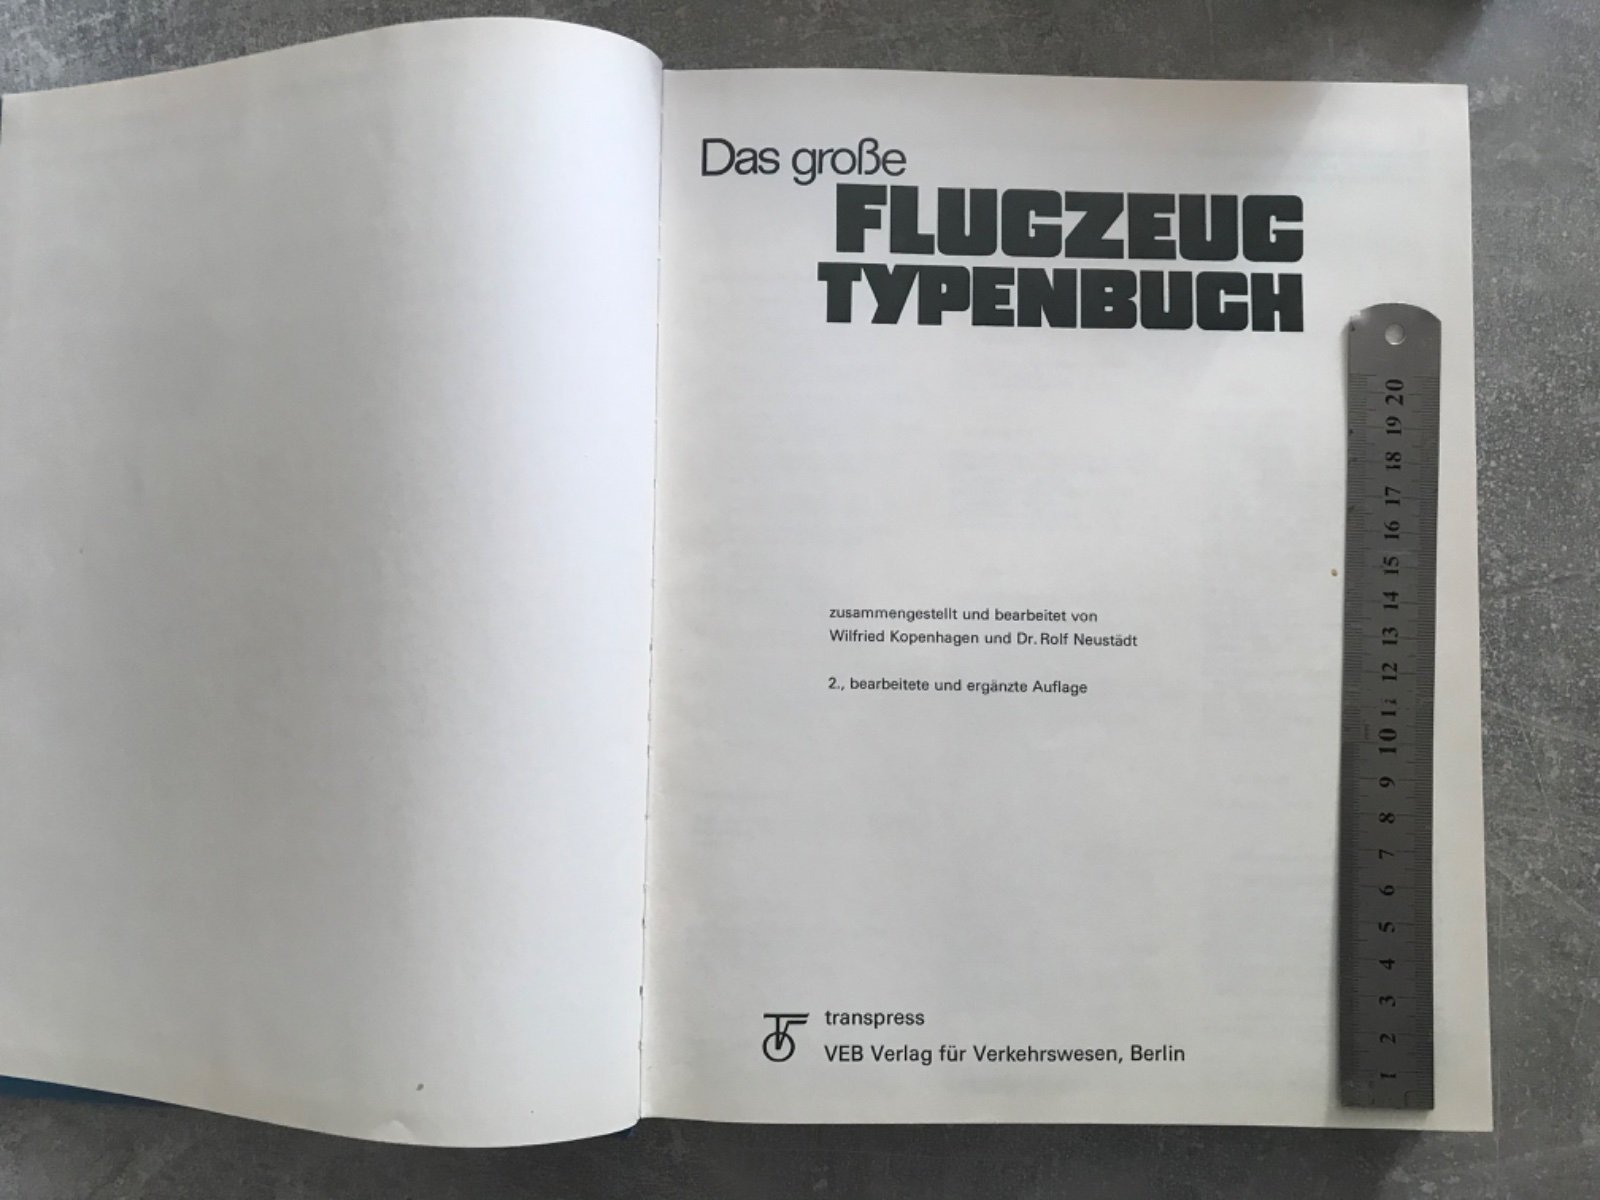 Das große
FLUGZEUG
TYPENBUCH
zusammengestellt und bearbeitet von
Wilfried Kopenhagen und Dr. Rolf Neustädt
2., bearbeitete und ergänzte Auflage
transpress
VEB Verlag für Verkehrswesen, Berlin
1 2 3 4 5 6 7 8 9 10 11 12 13 14 15 16 17 18 19 20